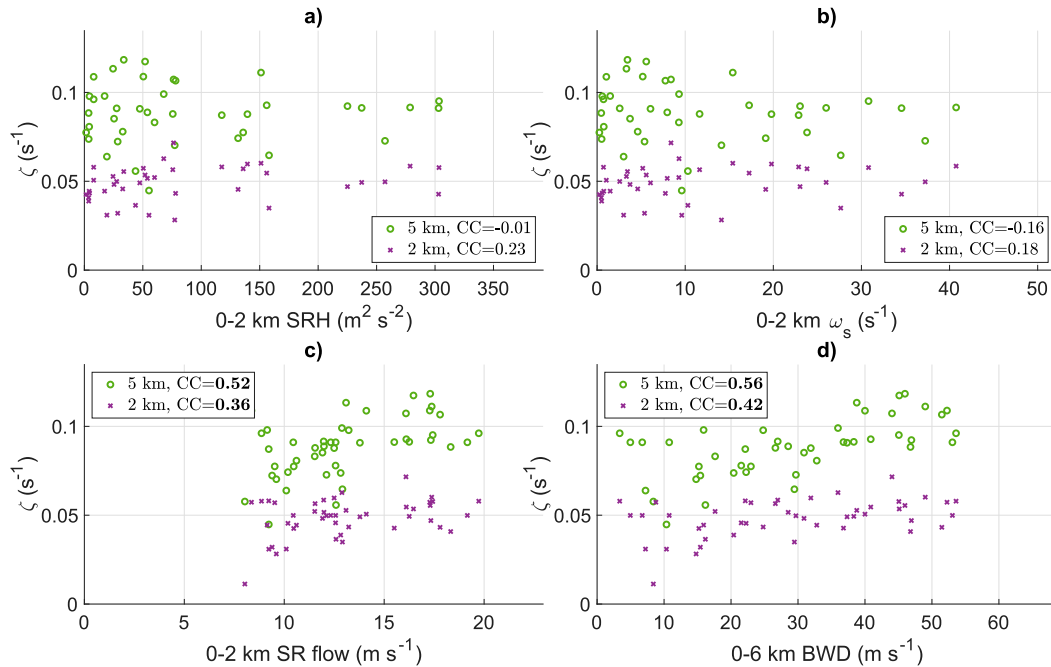 a)
ζ (s⁻¹)
0.1
0.05
0
0 50 100 150 200 250 300 350
0-2 km SRH (m² s⁻²)
5 km, CC=-0.01
2 km, CC=0.23
b)
ζ (s⁻¹)
0.1
0.05
0
0 10 20 30 40 50
0-2 km ωₛ (s⁻¹)
5 km, CC=-0.16
2 km, CC=0.18
c)
ζ (s⁻¹)
0.1
0.05
0
0 5 10 15 20
0-2 km SR flow (m s⁻¹)
5 km, CC=0.52
2 km, CC=0.36
d)
ζ (s⁻¹)
0.1
0.05
0
0 20 40 60
0-6 km BWD (m s⁻¹)
5 km, CC=0.56
2 km, CC=0.42